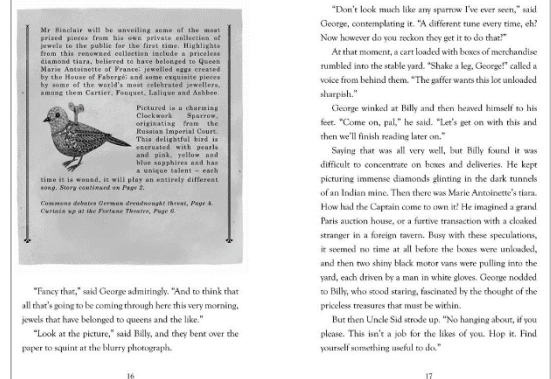 Mr Sinclair will be unveiling some of the most
prized pieces from his own private collection of
jewels to the public for the first time. Highlights
from this renowned collection include a priceless
diamond tiara, believed to have belonged to Queen
Marie Antoinette of France; jewelled eggs created
by the House of Fabergé; and some exquisite pieces
by some of the world's most celebrated jewellers,
among them Cartier, Fouquet, Lalique and Ashbee.
Pictured is a charming
Clockwork Sparrow,
originating from the
Russian Imperial Court.
This delightful bird is
encrusted with pearls
and pink, yellow and
blue sapphires and has
a unique talent – each
time it is wound, it will play an entirely different
song. Story continued on Page 2.
Commons debates German dreadnought threat, Page 4.
Curtain up at the Fortune Theatre, Page 6.
"Fancy that," said George admiringly. "And to think that
all that's going to be coming through here this very morning,
jewels that have belonged to queens and the like."
"Look at the picture," said Billy, and they bent over the
paper to squint at the blurry photograph.
16
"Don't look much like any sparrow I've ever seen," said
George, contemplating it. "A different tune every time, eh?
Now however do you reckon they get it to do that?"
At that moment, a cart loaded with boxes of merchandise
rumbled into the stable yard. "Shake a leg, George!" called a
voice from behind them. "The gaffer wants this lot unloaded
sharpish."
George winked at Billy and then heaved himself to his
feet. "Come on, pal," he said. "Let's get on with this and
then we'll finish reading later on."
Saying that was all very well, but Billy found it was
difficult to concentrate on boxes and deliveries. He kept
picturing immense diamonds glinting in the dark tunnels
of an Indian mine. Then there was Marie Antoinette's tiara.
How had the Captain come to own it? He imagined a grand
Paris auction house, or a furtive transaction with a cloaked
stranger in a foreign tavern. Busy with these speculations,
it seemed no time at all before the boxes were unloaded,
and then two shiny black motor vans were pulling into the
yard, each driven by a man in white gloves. George nodded
to Billy, who stood staring, fascinated by the thought of the
priceless treasures that must be within.
But then Uncle Sid strode up. "No hanging about, if you
please. This isn't a job for the likes of you. Hop it. Find
yourself something useful to do."
17